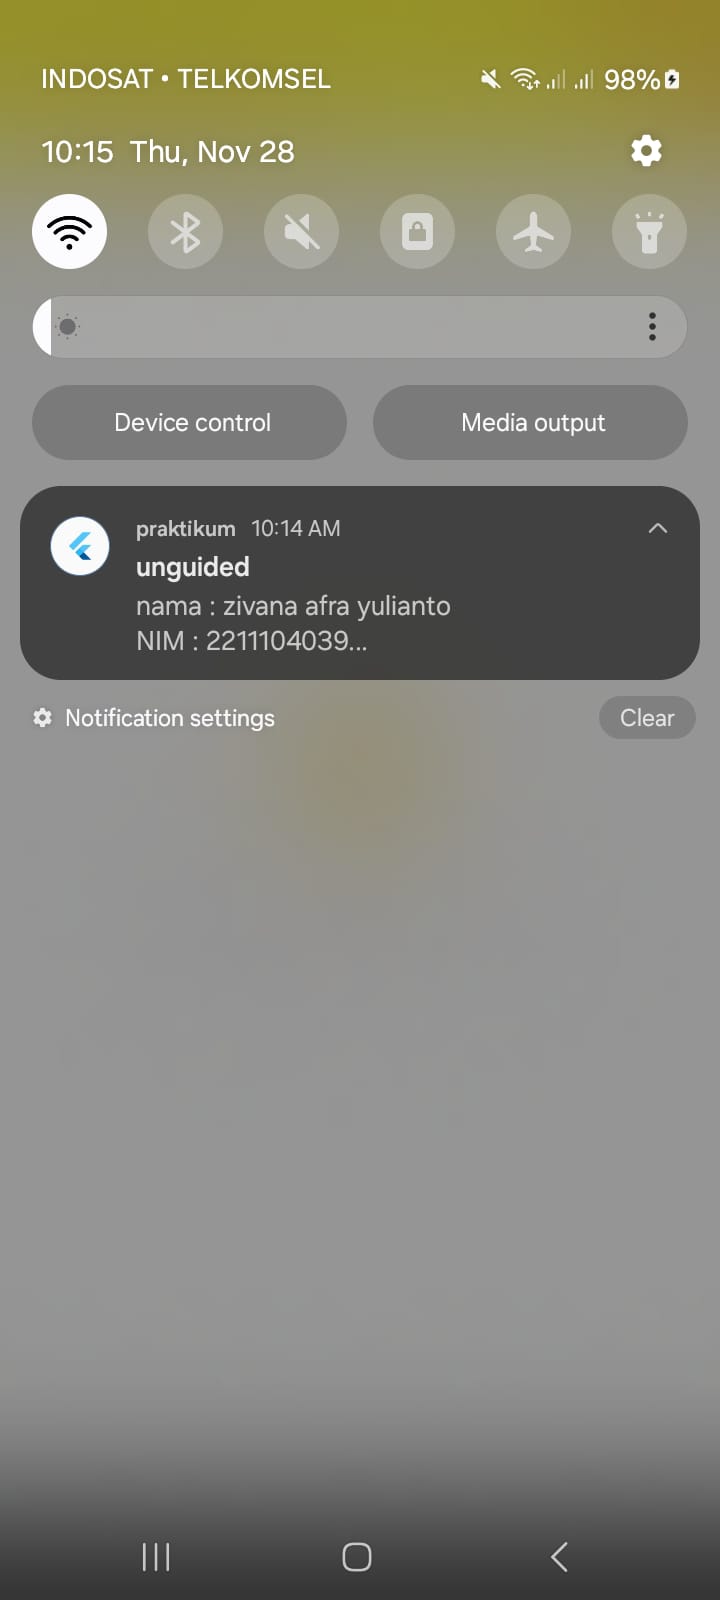 INDOSAT • TELKOMSEL 98%
10:15 Thu, Nov 28
Device control Media output
praktikum 10:14 AM
unguided
nama : zivana afra yulianto
NIM : 2211104039...
Notification settings Clear